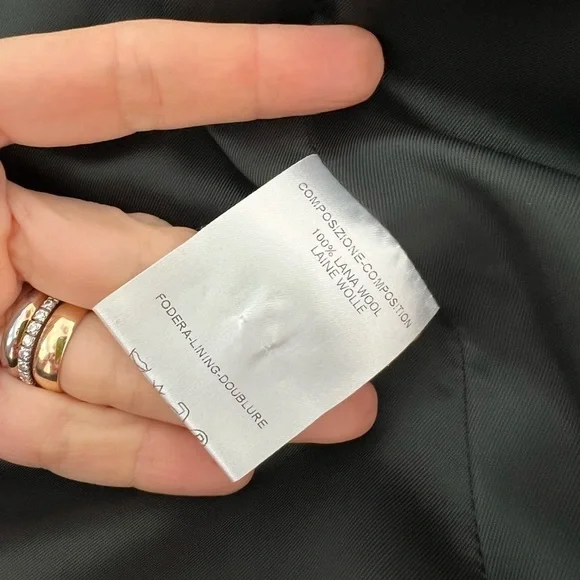 COMPOSIZIONE-COMPOSITION
100% LANA WOOL
LAINE WOLLE
FODERA-LINING-DOUBLURE